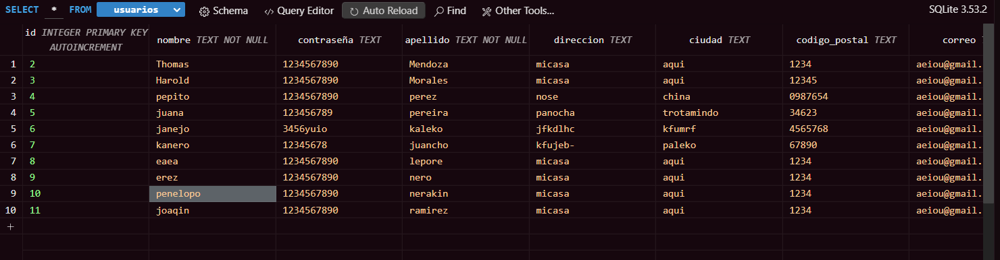 SELECT * FROM usuarios Schema Query Editor Auto Reload Find Other Tools... SQLite 3.53.2
id INTEGER PRIMARY KEY AUTOINCREMENT nombre TEXT NOT NULL contraseña TEXT apellido TEXT NOT NULL direccion TEXT ciudad TEXT codigo_postal TEXT correo
1 2 Thomas 1234567890 Mendoza micasa aqui 1234 aeiou@gmail.
2 3 Harold 1234567890 Morales micasa aqui 12345 aeiou@gmail.
3 4 pepito 1234567890 perez nose china 0987654 aeiou@gmail.
4 5 juana 123456789 pereira panocha trotamindo 34623 aeiou@gmail.
5 6 janejo 3456yuio kaleko jfkdlhc kfumrf 4565768 aeiou@gmail.
6 7 kanero 12345678 juancho kfujeb- paleko 67890 aeiou@gmail.
7 8 eaea 1234567890 lepore micasa aqui 1234 aeiou@gmail.
8 9 erez 1234567890 nero micasa aqui 1234 aeiou@gmail.
9 10 penelopo 1234567890 nerakin micasa aqui 1234 aeiou@gmail.
10 11 joaqin 1234567890 ramirez micasa aqui 1234 aeiou@gmail.
+